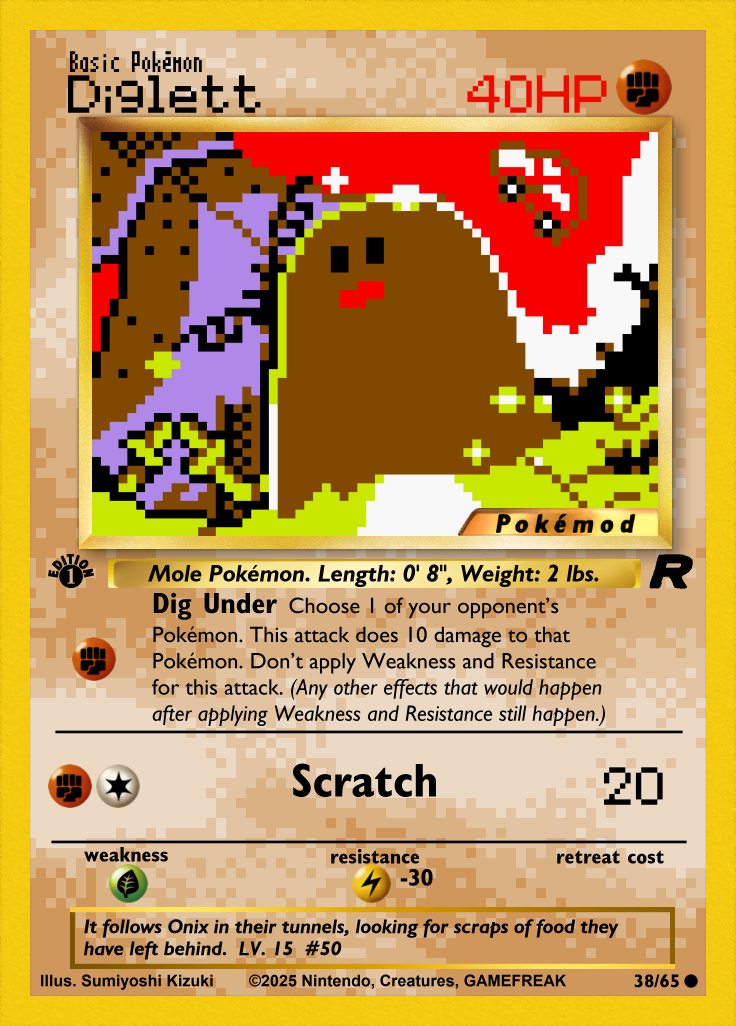 Basic Pokémon
Diglett 40HP
Pokémod
EDITION 1
Mole Pokémon. Length: 0' 8", Weight: 2 lbs.
R
Dig Under Choose 1 of your opponent's
Pokémon. This attack does 10 damage to that
Pokémon. Don't apply Weakness and Resistance
for this attack. (Any other effects that would happen
after applying Weakness and Resistance still happen.)
Scratch 20
weakness resistance retreat cost
-30
It follows Onix in their tunnels, looking for scraps of food they
have left behind. LV. 15 #50
Illus. Sumiyoshi Kizuki ©2025 Nintendo, Creatures, GAMEFREAK 38/65